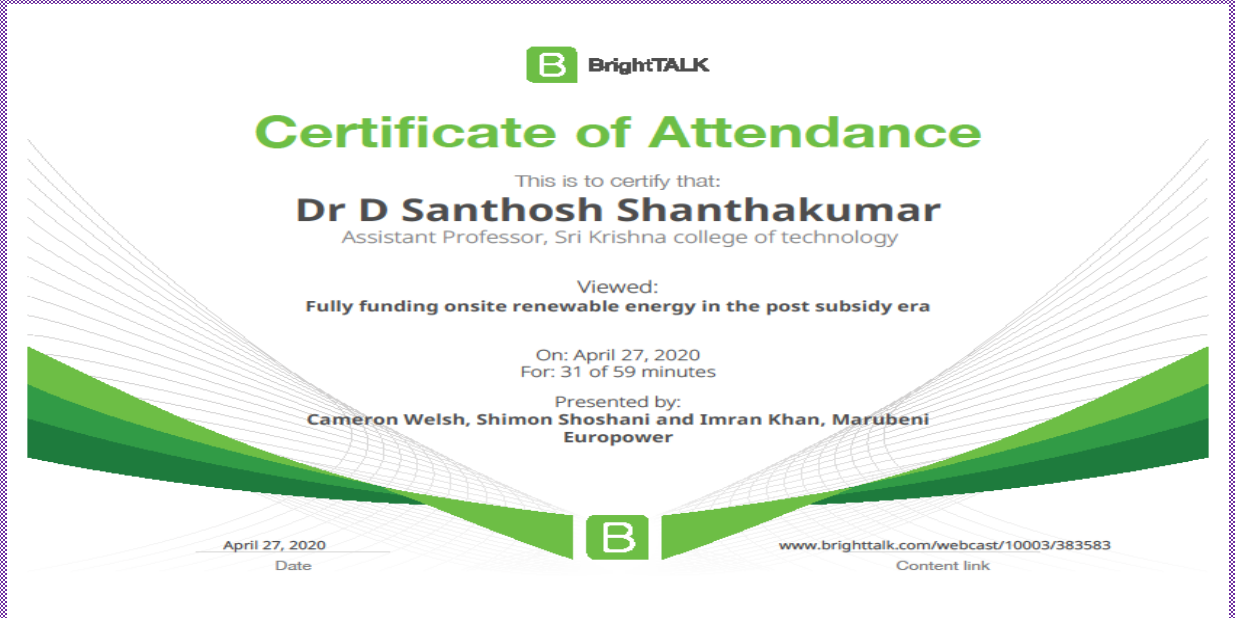 B BrightTALK
Certificate of Attendance
This is to certify that:
Dr D Santhosh Shanthakumar
Assistant Professor, Sri Krishna college of technology
Viewed:
Fully funding onsite renewable energy in the post subsidy era
On: April 27, 2020
For: 31 of 59 minutes
Presented by:
Cameron Welsh, Shimon Shoshani and Imran Khan, Marubeni
Europower
B
April 27, 2020
Date
www.brighttalk.com/webcast/10003/383583
Content link